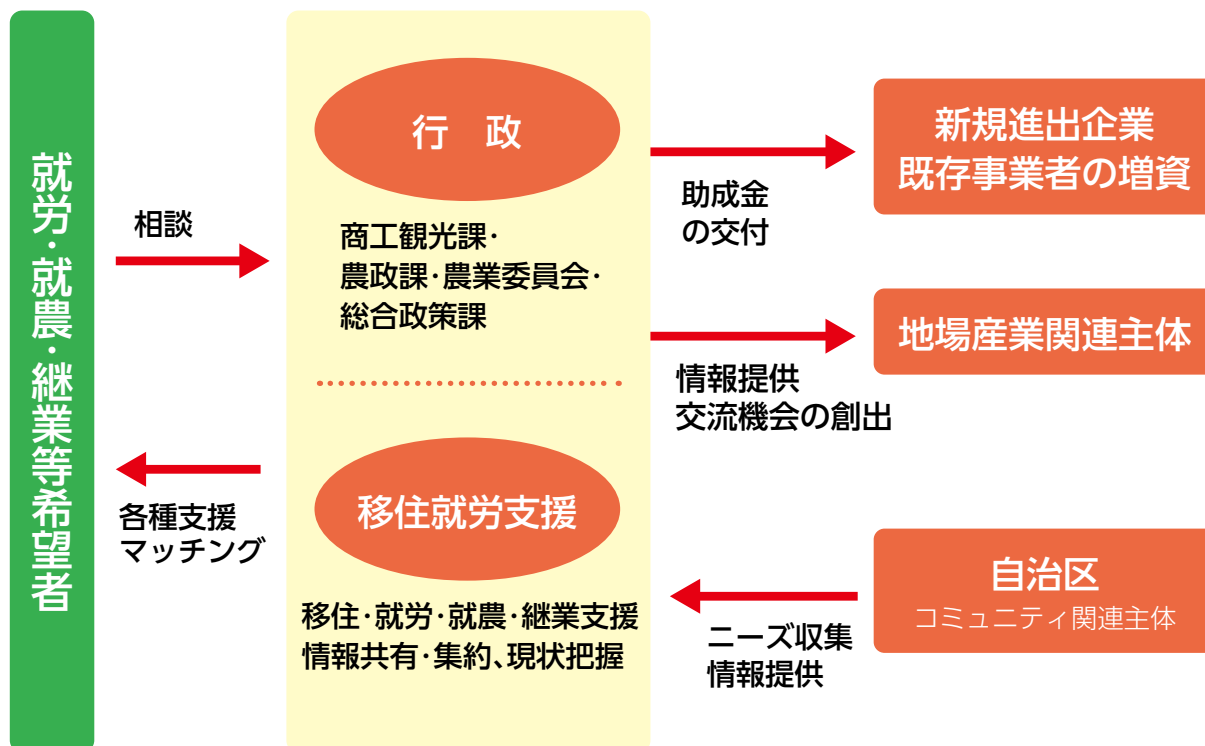 就労・就農・継業等希望者
相談
各種支援
マッチング
行　政
商工観光課・
農政課・農業委員会・
総合政策課
移住就労支援
移住・就労・就農・継業支援
情報共有・集約、現状把握
助成金
の交付
情報提供
交流機会の創出
ニーズ収集
情報提供
新規進出企業
既存事業者の増資
地場産業関連主体
自治区
コミュニティ関連主体